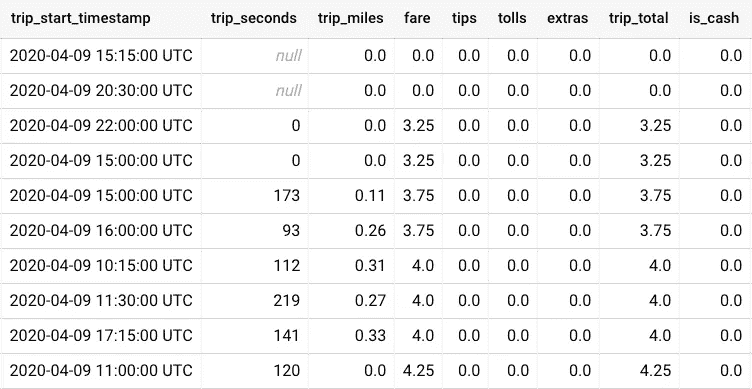 trip_start_timestamp trip_seconds trip_miles fare tips tolls extras trip_total is_cash
2020-04-09 15:15:00 UTC null 0.0 0.0 0.0 0.0 0.0 0.0 0.0
2020-04-09 20:30:00 UTC null 0.0 0.0 0.0 0.0 0.0 0.0 0.0
2020-04-09 22:00:00 UTC 0 0.0 3.25 0.0 0.0 0.0 3.25 0.0
2020-04-09 15:00:00 UTC 0 0.0 3.25 0.0 0.0 0.0 3.25 0.0
2020-04-09 15:00:00 UTC 173 0.11 3.75 0.0 0.0 0.0 3.75 0.0
2020-04-09 16:00:00 UTC 93 0.26 3.75 0.0 0.0 0.0 3.75 0.0
2020-04-09 10:15:00 UTC 112 0.31 4.0 0.0 0.0 0.0 4.0 0.0
2020-04-09 11:30:00 UTC 219 0.27 4.0 0.0 0.0 0.0 4.0 0.0
2020-04-09 17:15:00 UTC 141 0.33 4.0 0.0 0.0 0.0 4.0 0.0
2020-04-09 11:00:00 UTC 120 0.0 4.25 0.0 0.0 0.0 4.25 0.0